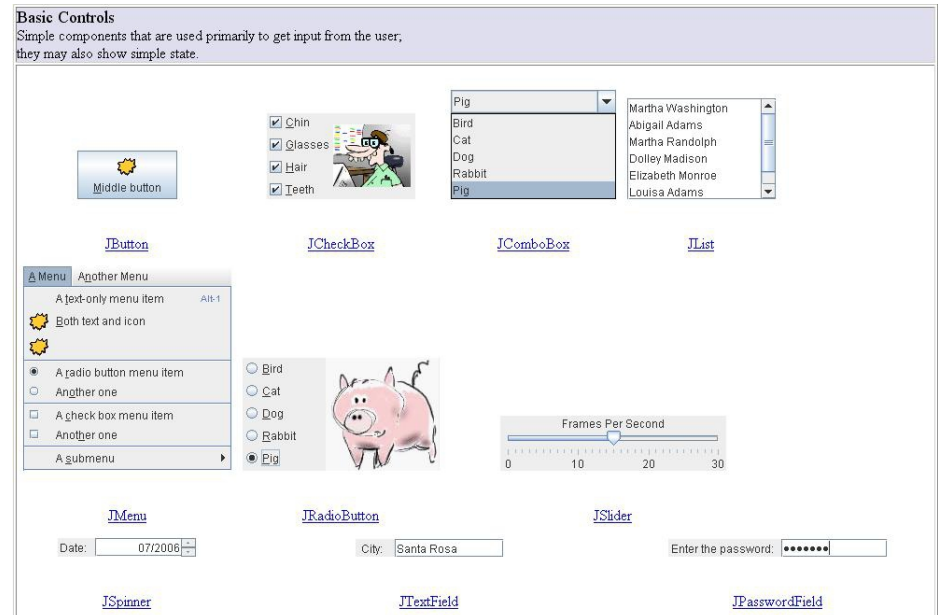 Basic Controls
Simple components that are used primarily to get input from the user;
they may also show simple state.
Middle button
JButton
Chin
Glasses
Hair
Teeth
JCheckBox
Pig
Bird
Cat
Dog
Rabbit
Pig
JComboBox
Martha Washington
Abigail Adams
Martha Randolph
Dolley Madison
Elizabeth Monroe
Louisa Adams
JList
A Menu Another Menu
A text-only menu item Alt-1
Both text and icon
A radio button menu item
Another one
A check box menu item
Another one
A submenu
JMenu
Bird
Cat
Dog
Rabbit
Pig
JRadioButton
Frames Per Second
0 10 20 30
JSlider
Date: 07/2006
JSpinner
City: Santa Rosa
JTextField
Enter the password: •••••••
JPasswordField